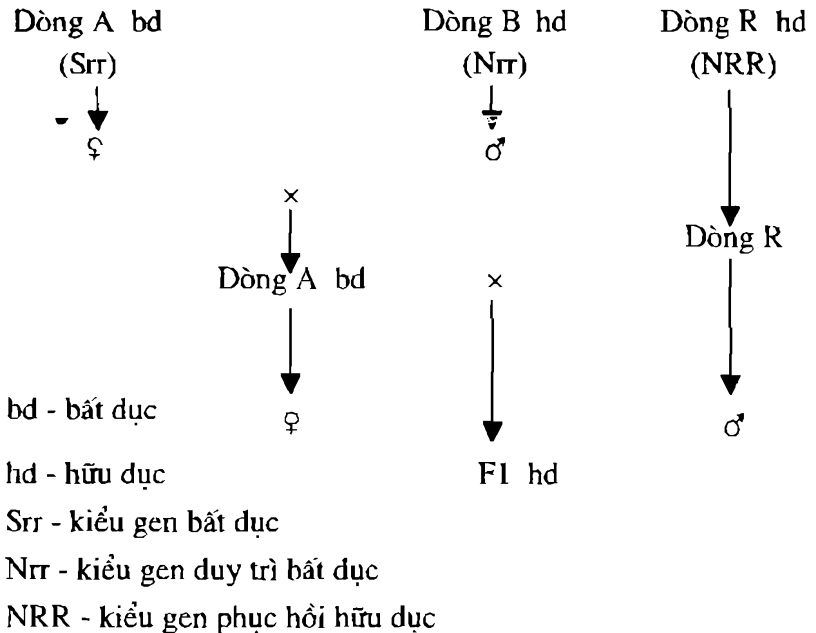 Dòng A bd Dòng B hd Dòng R hd
(Srr) (Nrr) (NRR)
♀ ♂
×
Dòng R
Dòng A bd ×
bd - bất dục ♀ ♂
hd - hữu dục F1 hd
Srr - kiểu gen bất dục
Nrr - kiểu gen duy trì bất dục
NRR - kiểu gen phục hồi hữu dục